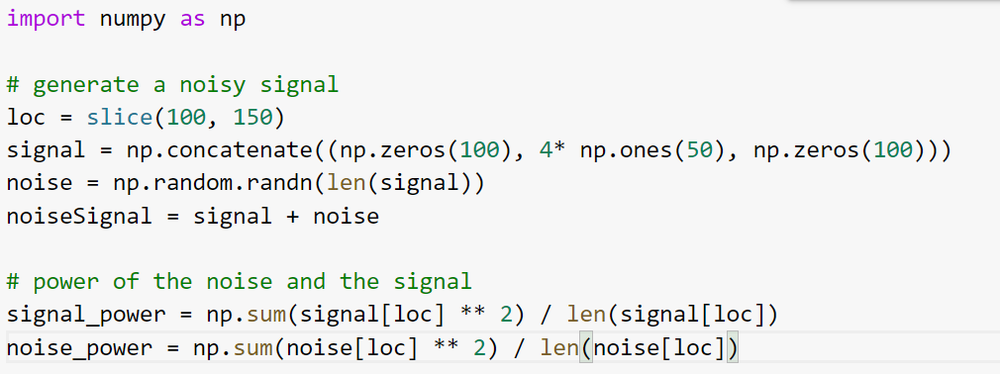 import numpy as np
# generate a noisy signal
loc = slice(100, 150)
signal = np.concatenate((np.zeros(100), 4* np.ones(50), np.zeros(100)))
noise = np.random.randn(len(signal))
noiseSignal = signal + noise
# power of the noise and the signal
signal_power = np.sum(signal[loc] ** 2) / len(signal[loc])
noise_power = np.sum(noise[loc] ** 2) / len(noise[loc])